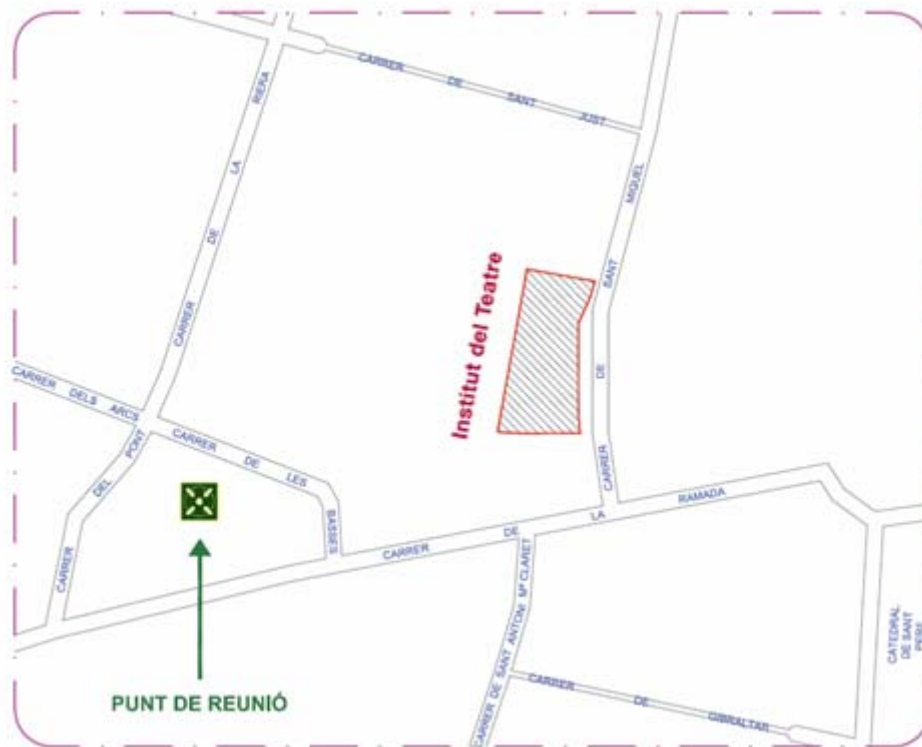 CARRER DE SANT JUST
CARRER DE LA RIERA
CARRER DE SANT MIQUEL
Institut del Teatre
CARRER DELS ARCS
CARRER DE LES BASSES
CARRER DEL PONT
CARRER DE LA RAMADA
CARRER DE SANT ANTONI Mª CLARET
CATEDRAL
DE SANT
PERE
CARRER DE GIBRALTAR
PUNT DE REUNIÓ